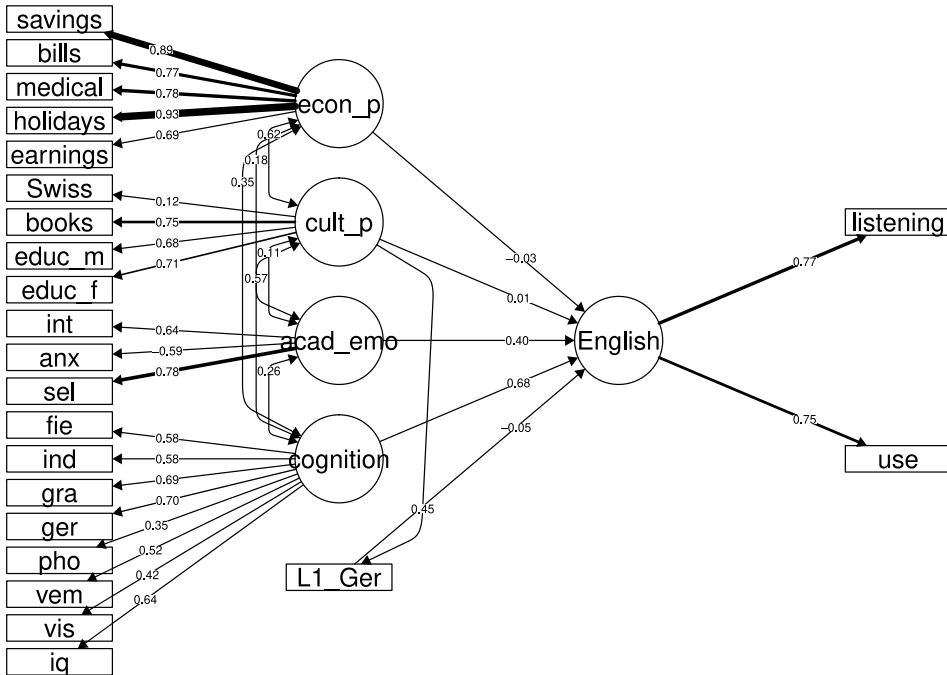 savings
bills
medical
holidays
earnings
Swiss
books
educ_m
educ_f
int
anx
sel
fie
ind
gra
ger
pho
vem
vis
iq
0.89
0.77
0.78
0.93
0.69
0.12
0.75
0.68
0.71
0.64
−0.59
0.78
0.58
0.58
0.69
0.70
0.35
0.52
0.42
0.64
econ_p
cult_p
acad_emo
cognition
L1_Ger
0.62
0.18
0.35
0.11
0.57
0.26
−0.03
0.01
0.40
0.68
−0.05
0.45
English
0.77
0.75
listening
use